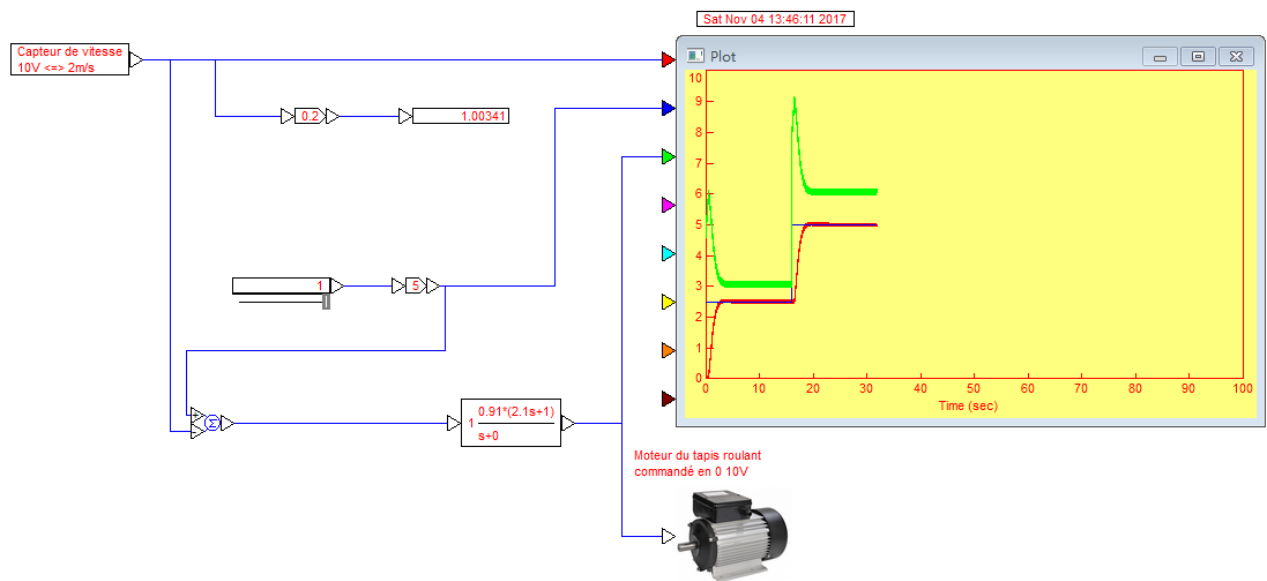 Sat Nov 04 13:46:11 2017
Capteur de vitesse
10V <=> 2m/s
Plot
0.2
1.00341
1
5
+
-
Σ
1
0.91*(2.1s+1)
s+0
10
9
8
7
6
5
4
3
2
1
0
0 10 20 30 40 50 60 70 80 90 100
Time (sec)
Moteur du tapis roulant
commandé en 0 10V